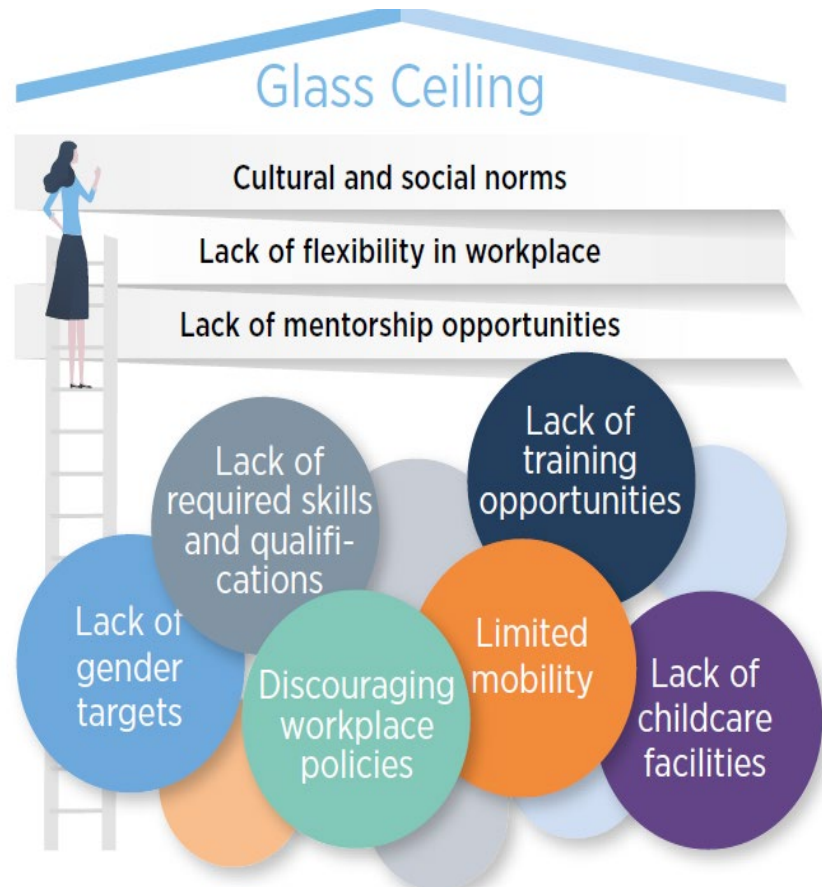 Glass Ceiling
Cultural and social norms
Lack of flexibility in workplace
Lack of mentorship opportunities
Lack of
training
opportunities
Lack of
required skills
and qualifi-
cations
Lack of
gender
targets
Discouraging
workplace
policies
Limited
mobility
Lack of
childcare
facilities